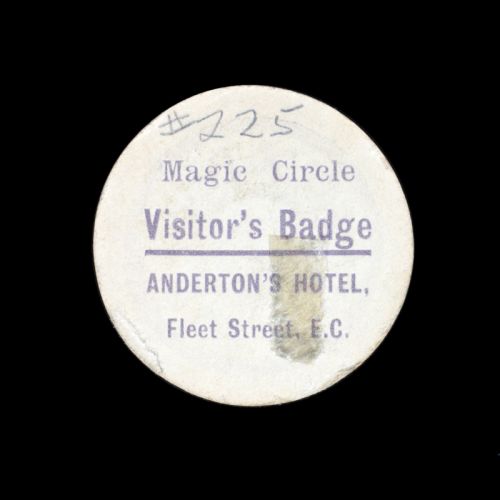 #225
Magic Circle
Visitor's Badge
ANDERTON'S HOTEL,
Fleet Street, E.C.